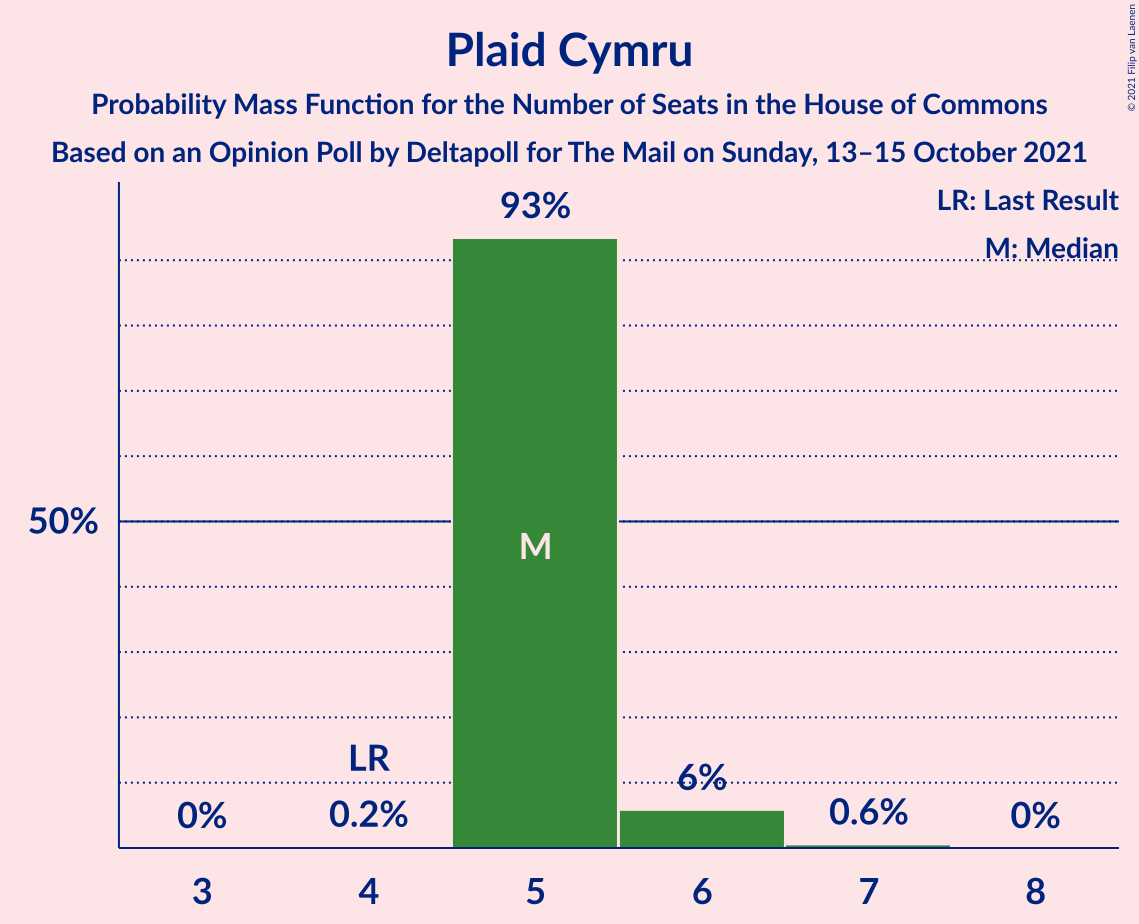 Plaid Cymru
Probability Mass Function for the Number of Seats in the House of Commons
Based on an Opinion Poll by Deltapoll for The Mail on Sunday, 13–15 October 2021
© 2021 Filip van Laenen
LR: Last Result
M: Median
93%
50%
M
LR
0%
0.2%
6%
0.6%
0%
3 4 5 6 7 8